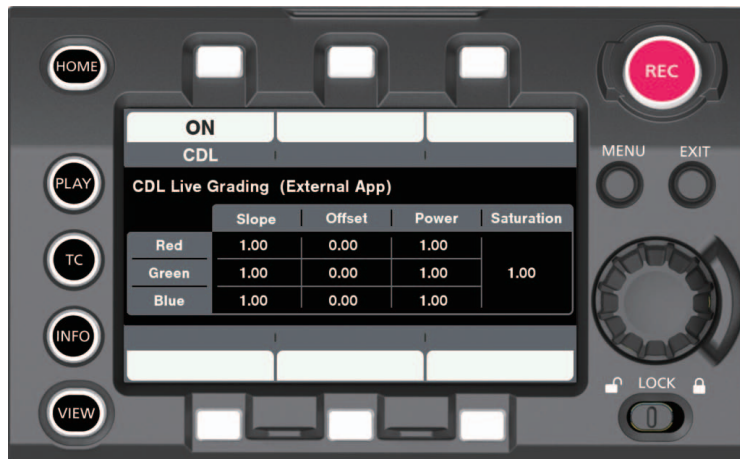 HOME
REC
ON
CDL
MENU EXIT
PLAY
CDL Live Grading (External App)
Slope Offset Power Saturation
Red 1.00 0.00 1.00
TC
Green 1.00 0.00 1.00 1.00
Blue 1.00 0.00 1.00
INFO
LOCK
VIEW